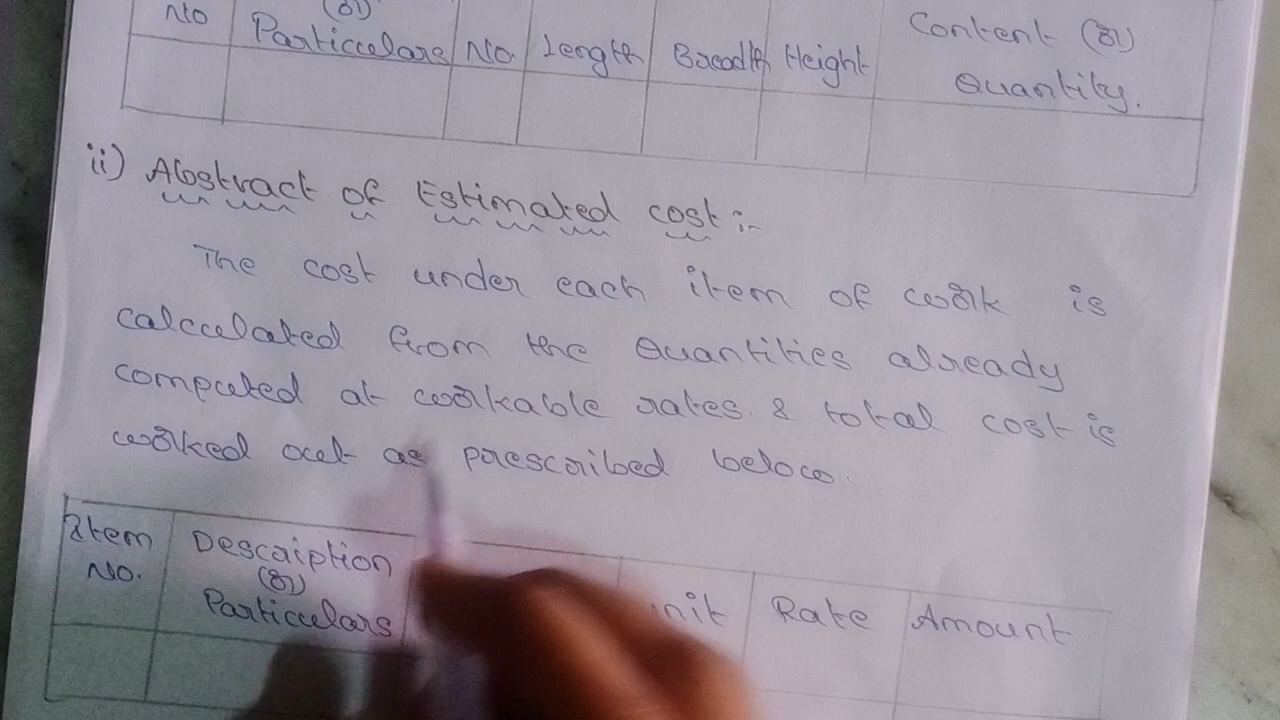 No (or) Particulars No. Length Breadth Height Content (or) Quantity.
ii) Abstract of Estimated cost :-
The cost under each item of work is
calculated from the Quantities already
computed at workable rates & total cost is
worked out as prescribed below.
Item No. Description (or) Particulars nit Rate Amount